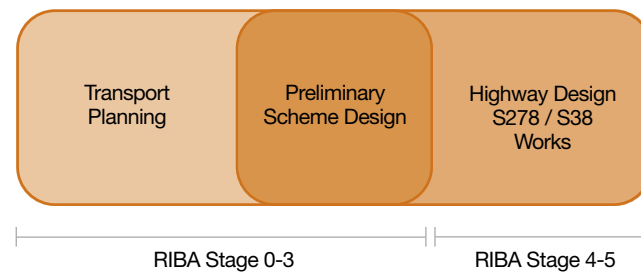 Transport
Planning
Preliminary
Scheme Design
Highway Design
S278 / S38
Works
RIBA Stage 0-3
RIBA Stage 4-5